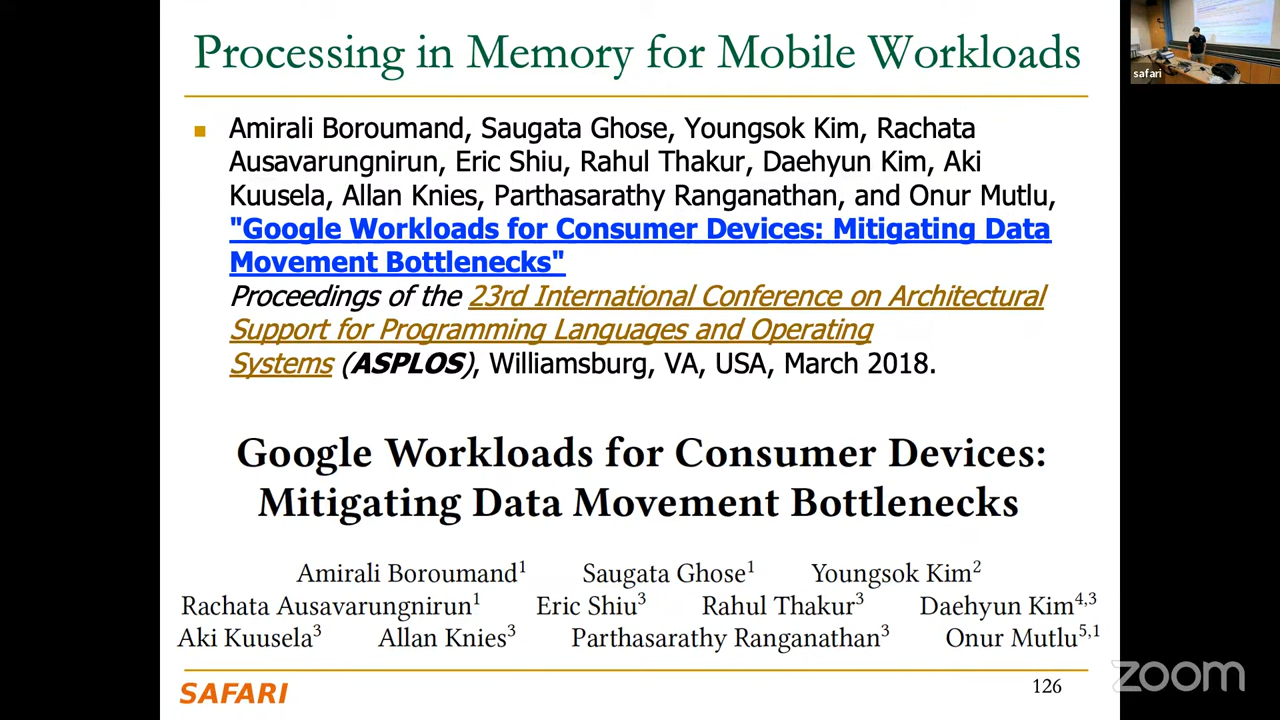 Processing in Memory for Mobile Workloads
Amirali Boroumand, Saugata Ghose, Youngsok Kim, Rachata
Ausavarungnirun, Eric Shiu, Rahul Thakur, Daehyun Kim, Aki
Kuusela, Allan Knies, Parthasarathy Ranganathan, and Onur Mutlu,
"Google Workloads for Consumer Devices: Mitigating Data
Movement Bottlenecks"
Proceedings of the 23rd International Conference on Architectural
Support for Programming Languages and Operating
Systems (ASPLOS), Williamsburg, VA, USA, March 2018.
Google Workloads for Consumer Devices:
Mitigating Data Movement Bottlenecks
Amirali Boroumand¹ Saugata Ghose¹ Youngsok Kim²
Rachata Ausavarungnirun¹ Eric Shiu³ Rahul Thakur³ Daehyun Kim⁴,³
Aki Kuusela³ Allan Knies³ Parthasarathy Ranganathan³ Onur Mutlu⁵,¹
SAFARI
126
safari
zoom